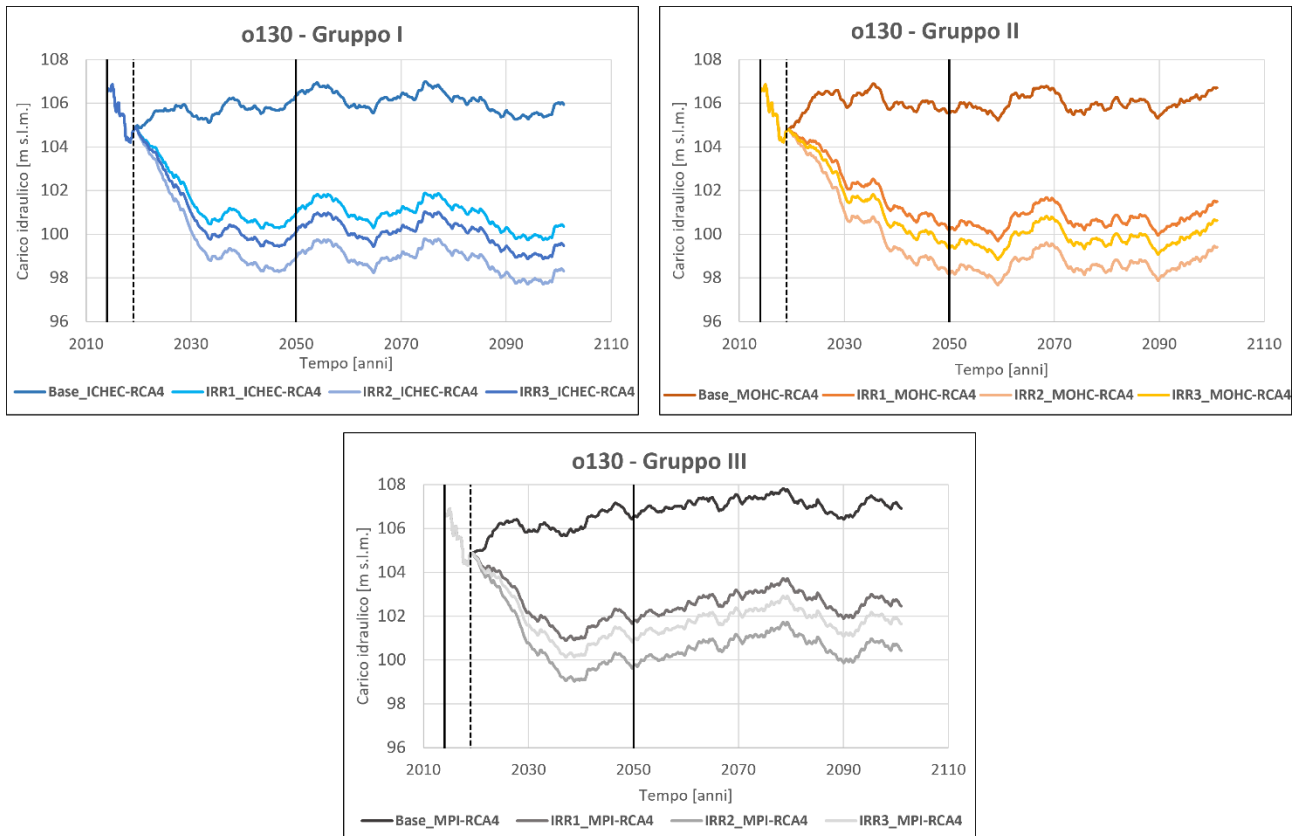 o130 - Gruppo I
Carico idraulico [m s.l.m.]
108
106
104
102
100
98
96
2010 2030 2050 2070 2090 2110
Tempo [anni]
Base_ICHEC-RCA4 IRR1_ICHEC-RCA4 IRR2_ICHEC-RCA4 IRR3_ICHEC-RCA4
o130 - Gruppo II
Carico idraulico [m s.l.m.]
108
106
104
102
100
98
96
2010 2030 2050 2070 2090 2110
Tempo [anni]
Base_MOHC-RCA4 IRR1_MOHC-RCA4 IRR2_MOHC-RCA4 IRR3_MOHC-RCA4
o130 - Gruppo III
Carico idraulico [m s.l.m.]
108
106
104
102
100
98
96
2010 2030 2050 2070 2090 2110
Tempo [anni]
Base_MPI-RCA4 IRR1_MPI-RCA4 IRR2_MPI-RCA4 IRR3_MPI-RCA4